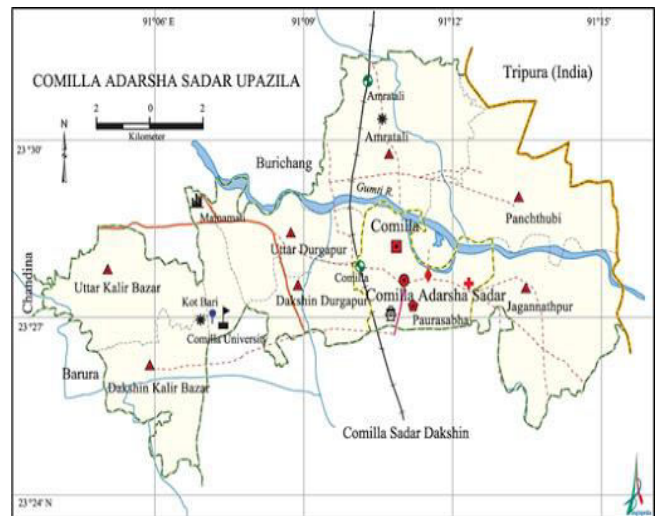 91°06' E
91°09'
91°12'
91°15'
COMILLA ADARSHA SADAR UPAZILA
2 0 2
Kilometer
N
Tripura (India)
Amratali
Amratali
23°30'
Burichang
Gumti R.
Mainamati
Panchthubi
Comilla
Uttar Durgapur
Chandina
Uttar Kalir Bazar
Comilla
Kot Bari
Dakshin Durgapur
Comilla Adarsha Sadar
Jagannathpur
Paurasabha
23°27'
Comilla University
Barura
Dakshin Kalir Bazar
Comilla Sadar Dakshin
23°24' N